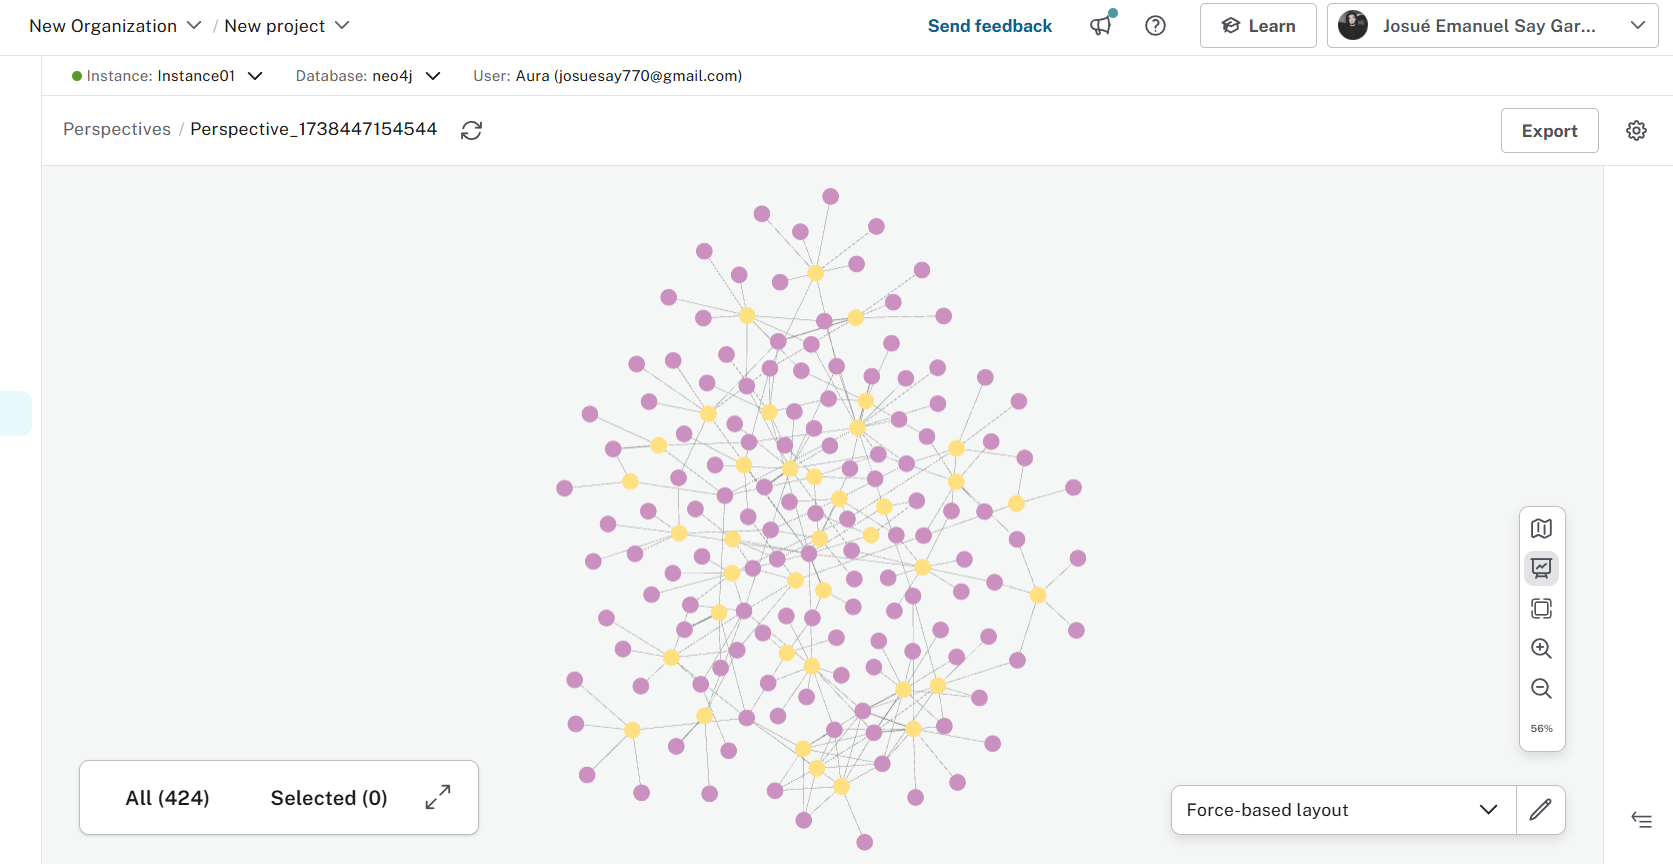 New Organization / New project
Send feedback
Learn
Josué Emanuel Say Gar...
Instance: Instance01
Database: neo4j
User: Aura (josuesay770@gmail.com)
Perspectives / Perspective_1738447154544
Export
56%
All (424)
Selected (0)
Force-based layout